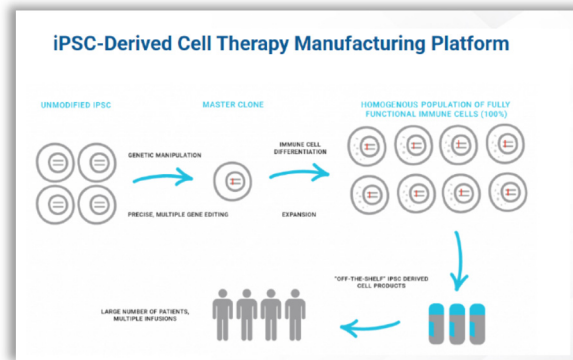 iPSC-Derived Cell Therapy Manufacturing Platform
UNMODIFIED IPSC
MASTER CLONE
HOMOGENOUS POPULATION OF FULLY
FUNCTIONAL IMMUNE CELLS (100%)
GENETIC MANIPULATION
IMMUNE CELL
DIFFERENTIATION
PRECISE, MULTIPLE GENE EDITING
EXPANSION
"OFF-THE-SHELF" IPSC DERIVED
CELL PRODUCTS
LARGE NUMBER OF PATIENTS,
MULTIPLE INFUSIONS